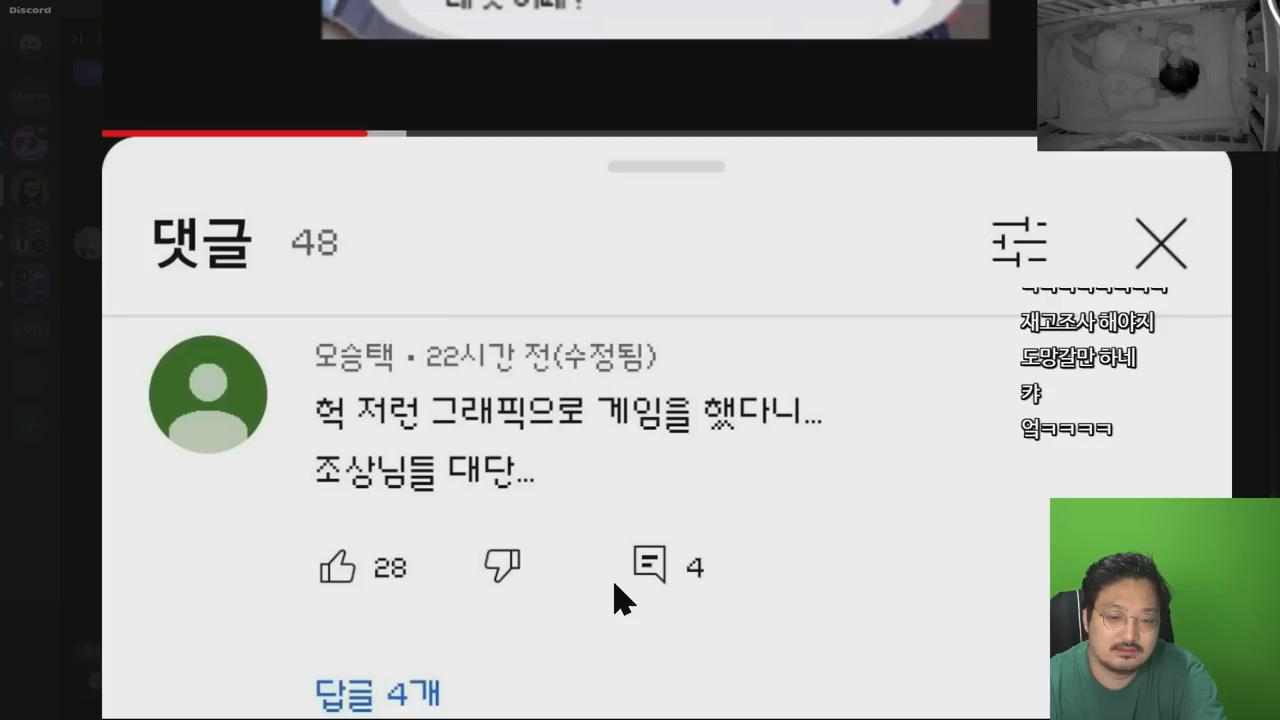 Discord
댓글 48
오승택 · 22시간 전(수정됨)
헉 저런 그래픽으로 게임을 했다니...
조상님들 대단...
28
4
답글 4개
재고조사 해야지
도망갈만 하네
캬
엌ㅋㅋㅋㅋ